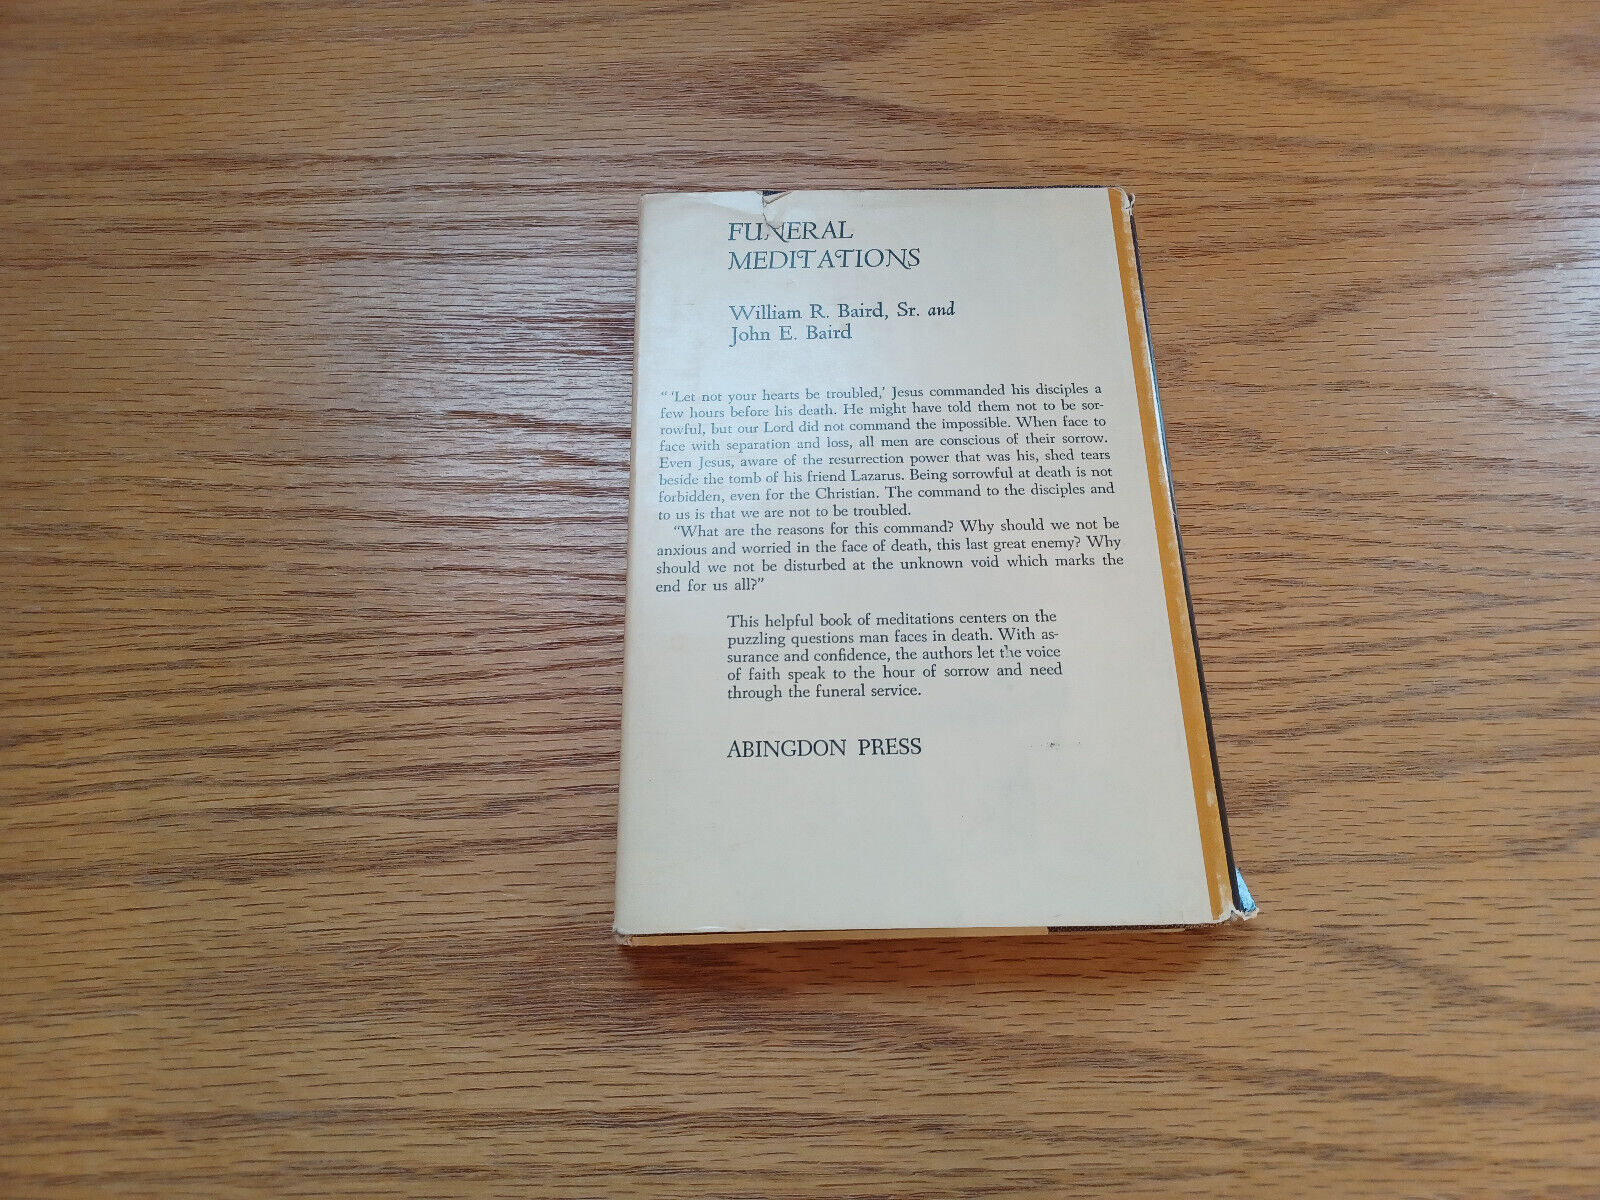 FUNERAL
MEDITATIONS
William R. Baird, Sr. and
John E. Baird
“ ‘Let not your hearts be troubled,’ Jesus commanded his disciples a
few hours before his death. He might have told them not to be sor-
rowful, but our Lord did not command the impossible. When face to
face with separation and loss, all men are conscious of their sorrow.
Even Jesus, aware of the resurrection power that was his, shed tears
beside the tomb of his friend Lazarus. Being sorrowful at death is not
forbidden, even for the Christian. The command to the disciples and
to us is that we are not to be troubled.
“What are the reasons for this command? Why should we not be
anxious and worried in the face of death, this last great enemy? Why
should we not be disturbed at the unknown void which marks the
end for us all?”
This helpful book of meditations centers on the
puzzling questions man faces in death. With as-
surance and confidence, the authors let the voice
of faith speak to the hour of sorrow and need
through the funeral service.
ABINGDON PRESS